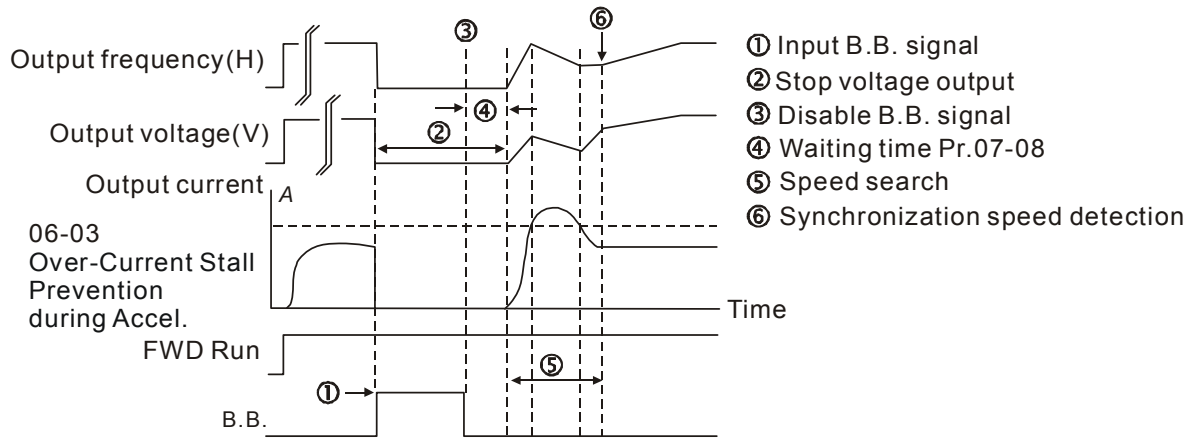 ③
⑥
Output frequency(H)
④
Output voltage(V)
②
Output current
A
06-03
Over-Current Stall
Prevention
during Accel.
Time
FWD Run
⑤
①
B.B.
① Input B.B. signal
② Stop voltage output
③ Disable B.B. signal
④ Waiting time Pr.07-08
⑤ Speed search
⑥ Synchronization speed detection